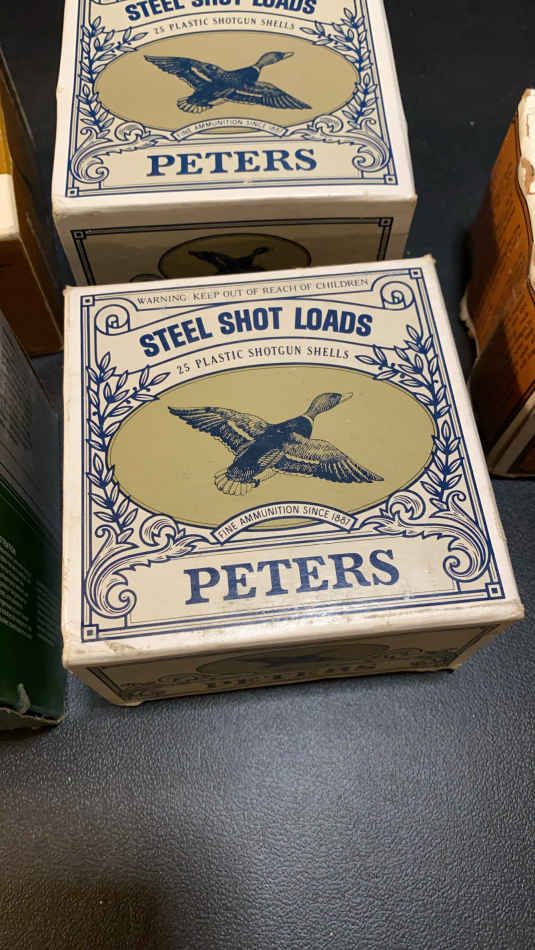 STEEL SHOT LOADS
25 PLASTIC SHOTGUN SHELLS
FINE AMMUNITION SINCE 1887
PETERS
WARNING: KEEP OUT OF REACH OF CHILDREN
STEEL SHOT LOADS
25 PLASTIC SHOTGUN SHELLS
FINE AMMUNITION SINCE 1887
PETERS
PETERS